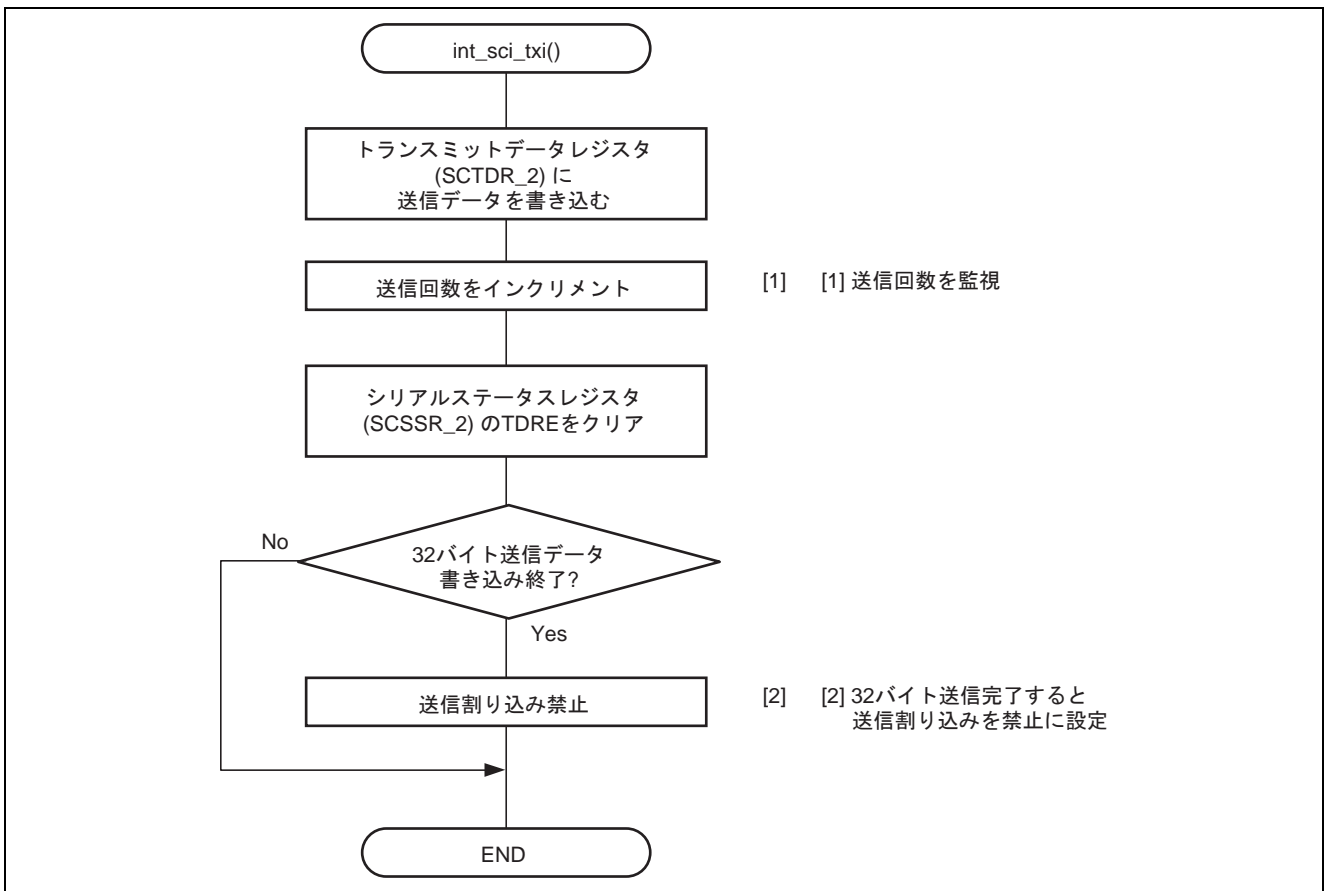 int_sci_txi()
トランスミットデータレジスタ
(SCTDR_2) に
送信データを書き込む
送信回数をインクリメント
[1] [1] 送信回数を監視
シリアルステータスレジスタ
(SCSSR_2) のTDREをクリア
No
32バイト送信データ
書き込み終了?
Yes
送信割り込み禁止
[2] [2] 32バイト送信完了すると
送信割り込みを禁止に設定
END